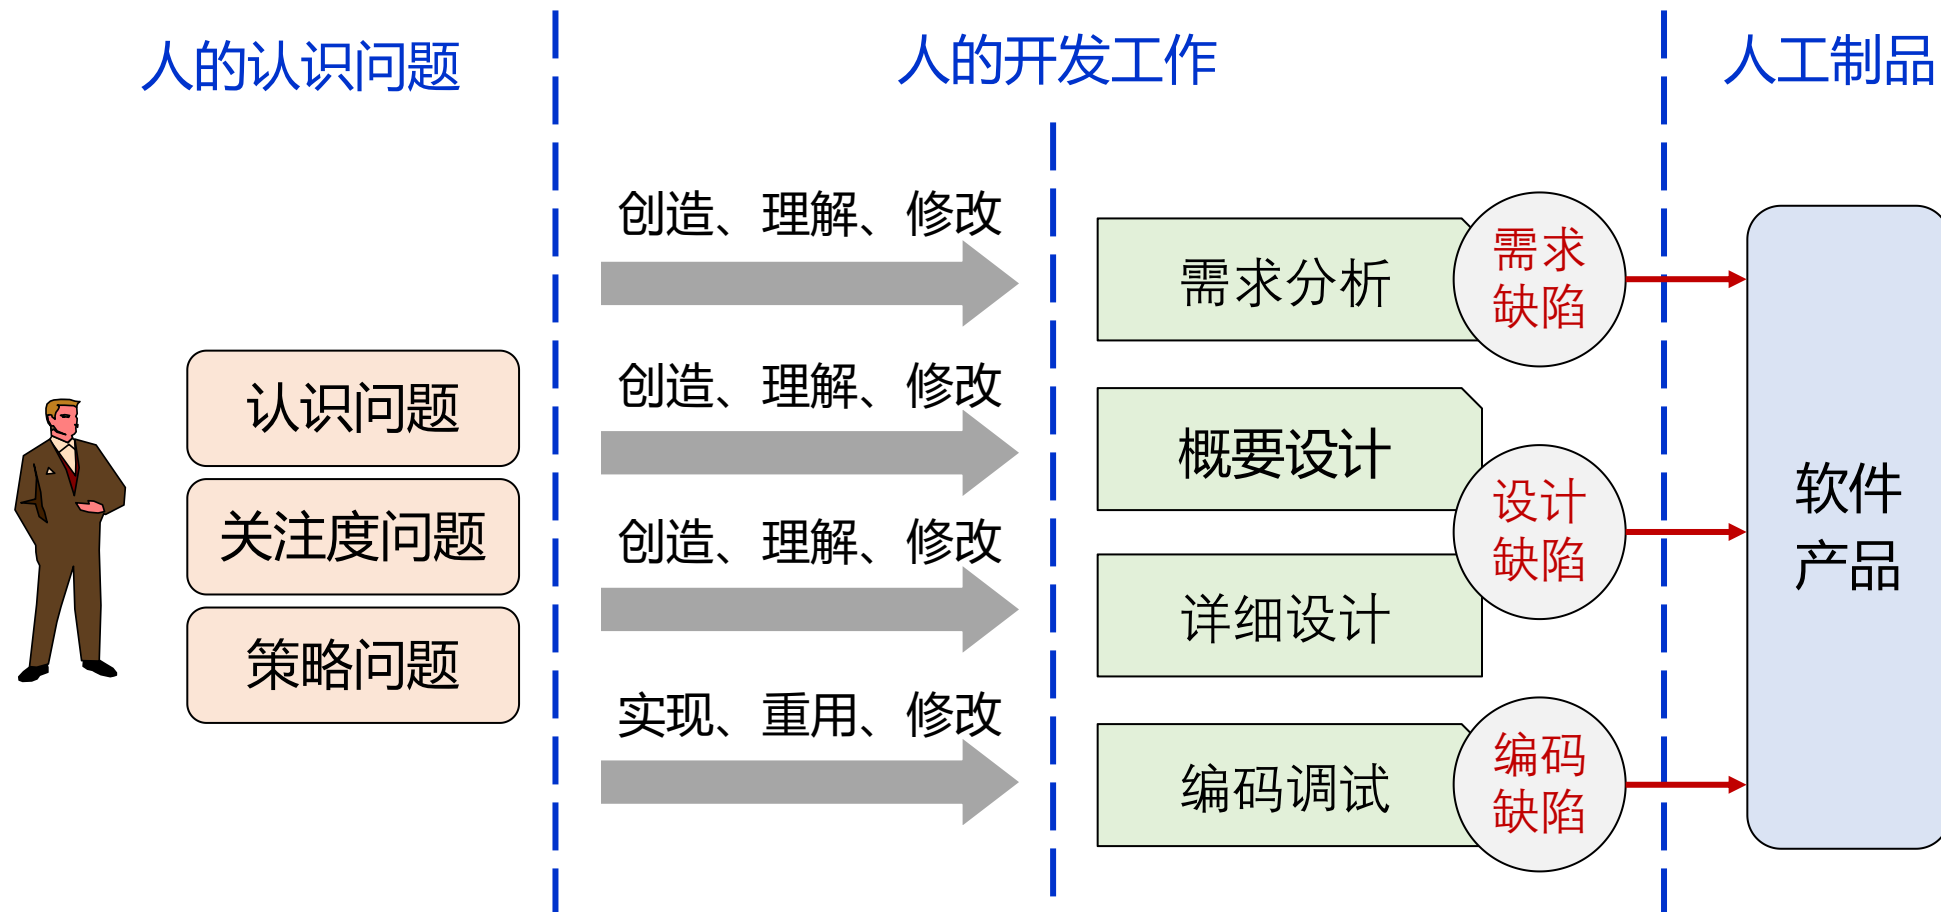 人的认识问题
人的开发工作
人工制品
认识问题
关注度问题
策略问题
创造、理解、修改
创造、理解、修改
创造、理解、修改
实现、重用、修改
需求分析
概要设计
详细设计
编码调试
需求
缺陷
设计
缺陷
编码
缺陷
软件
产品